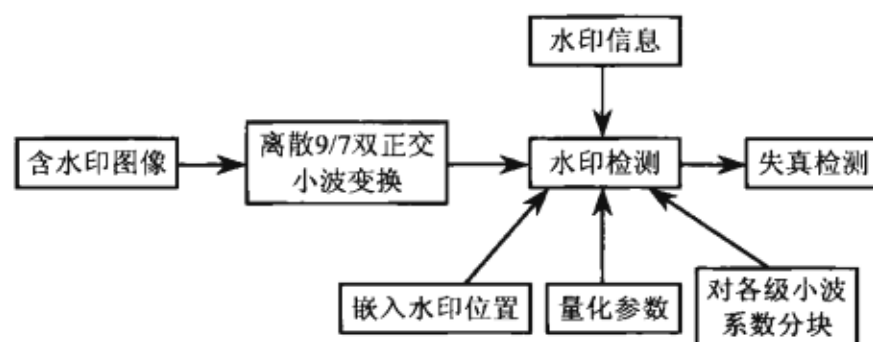 水印信息
含水印图像
离散9/7双正交
小波变换
水印检测
失真检测
嵌入水印位置
量化参数
对各级小波
系数分块